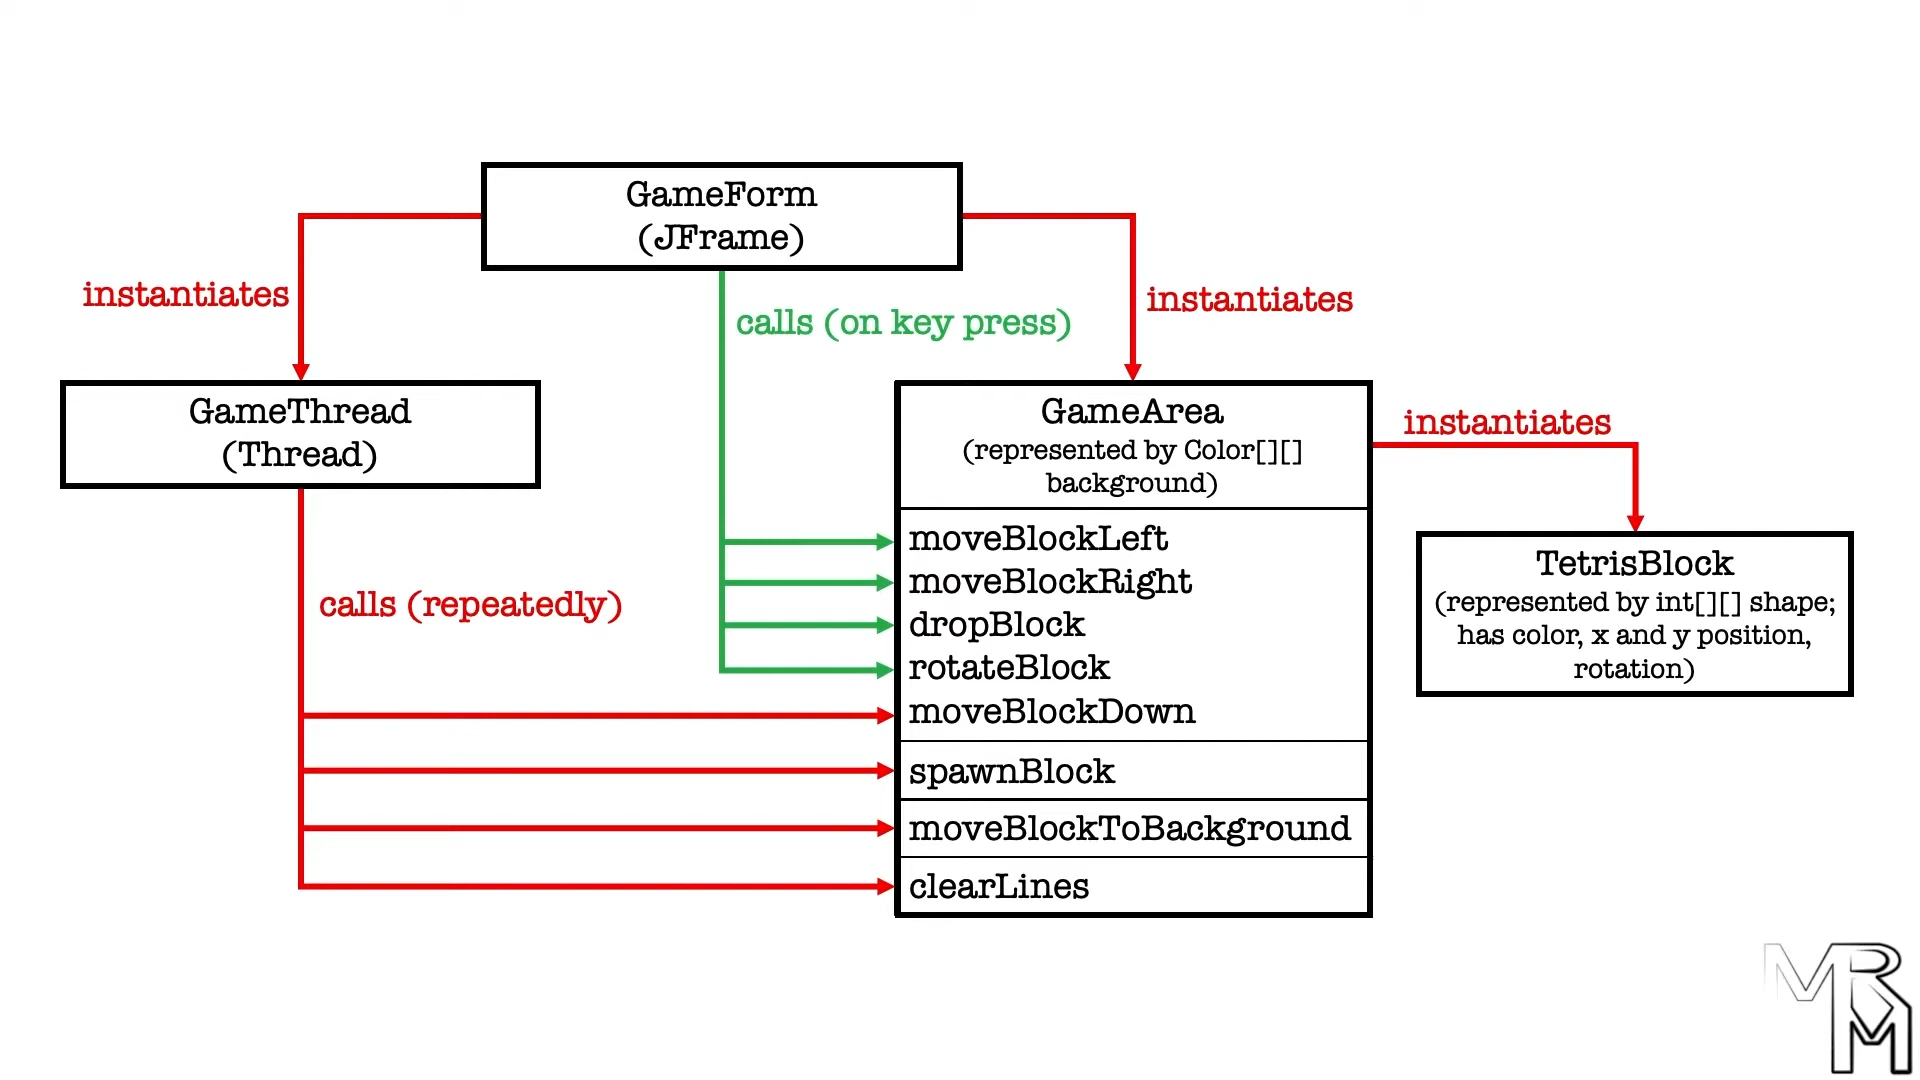 GameForm
(JFrame)
instantiates
calls (on key press)
instantiates
GameThread
(Thread)
calls (repeatedly)
GameArea
(represented by Color[][]
background)
moveBlockLeft
moveBlockRight
dropBlock
rotateBlock
moveBlockDown
spawnBlock
moveBlockToBackground
clearLines
instantiates
TetrisBlock
(represented by int[][] shape;
has color, x and y position,
rotation)
MRM